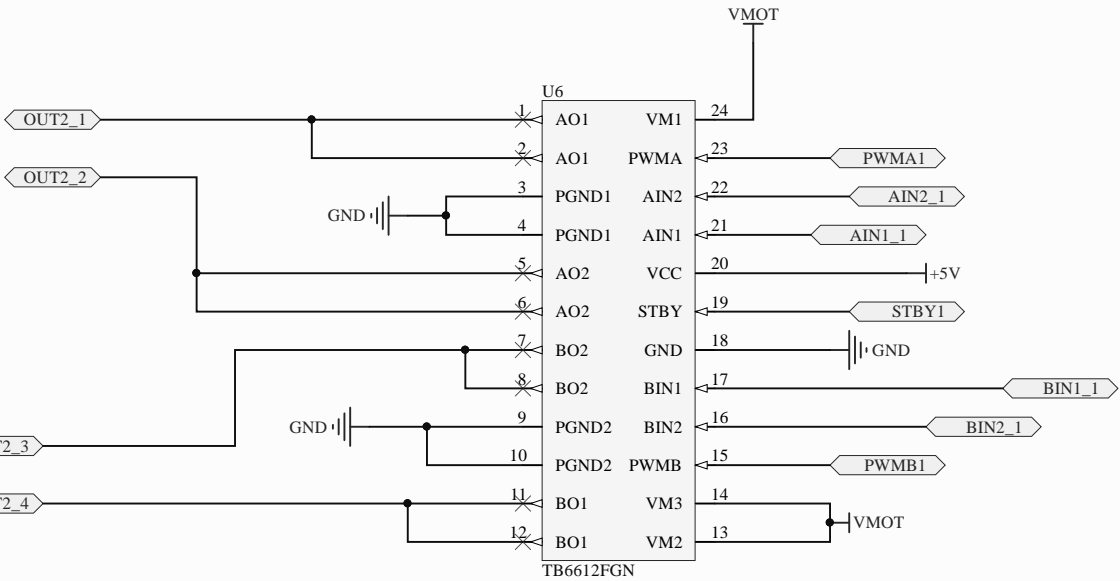 VMOT
U6
OUT2_1 1 AO1 VM1 24
2 AO1 PWMA 23 PWMA1
OUT2_2
3 PGND1 AIN2 22 AIN2_1
GND
4 PGND1 AIN1 21 AIN1_1
5 AO2 VCC 20 +5V
6 AO2 STBY 19 STBY1
7 BO2 GND 18 GND
8 BO2 BIN1 17 BIN1_1
GND 9 PGND2 BIN2 16 BIN2_1
T2_3
10 PGND2 PWMB 15 PWMB1
T2_4 11 BO1 VM3 14
VMOT
12 BO1 VM2 13
TB6612FGN